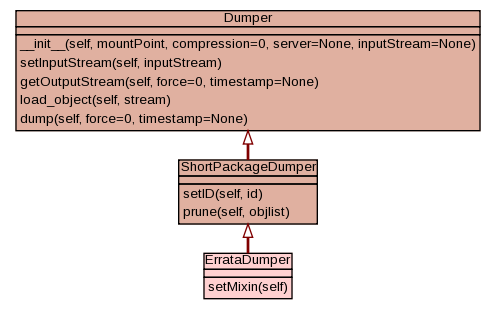 Dumper
__init__(self, mountPoint, compression=0, server=None, inputStream=None)
setInputStream(self, inputStream)
getOutputStream(self, force=0, timestamp=None)
load_object(self, stream)
dump(self, force=0, timestamp=None)
ShortPackageDumper
setID(self, id)
prune(self, objlist)
ErrataDumper
setMixin(self)